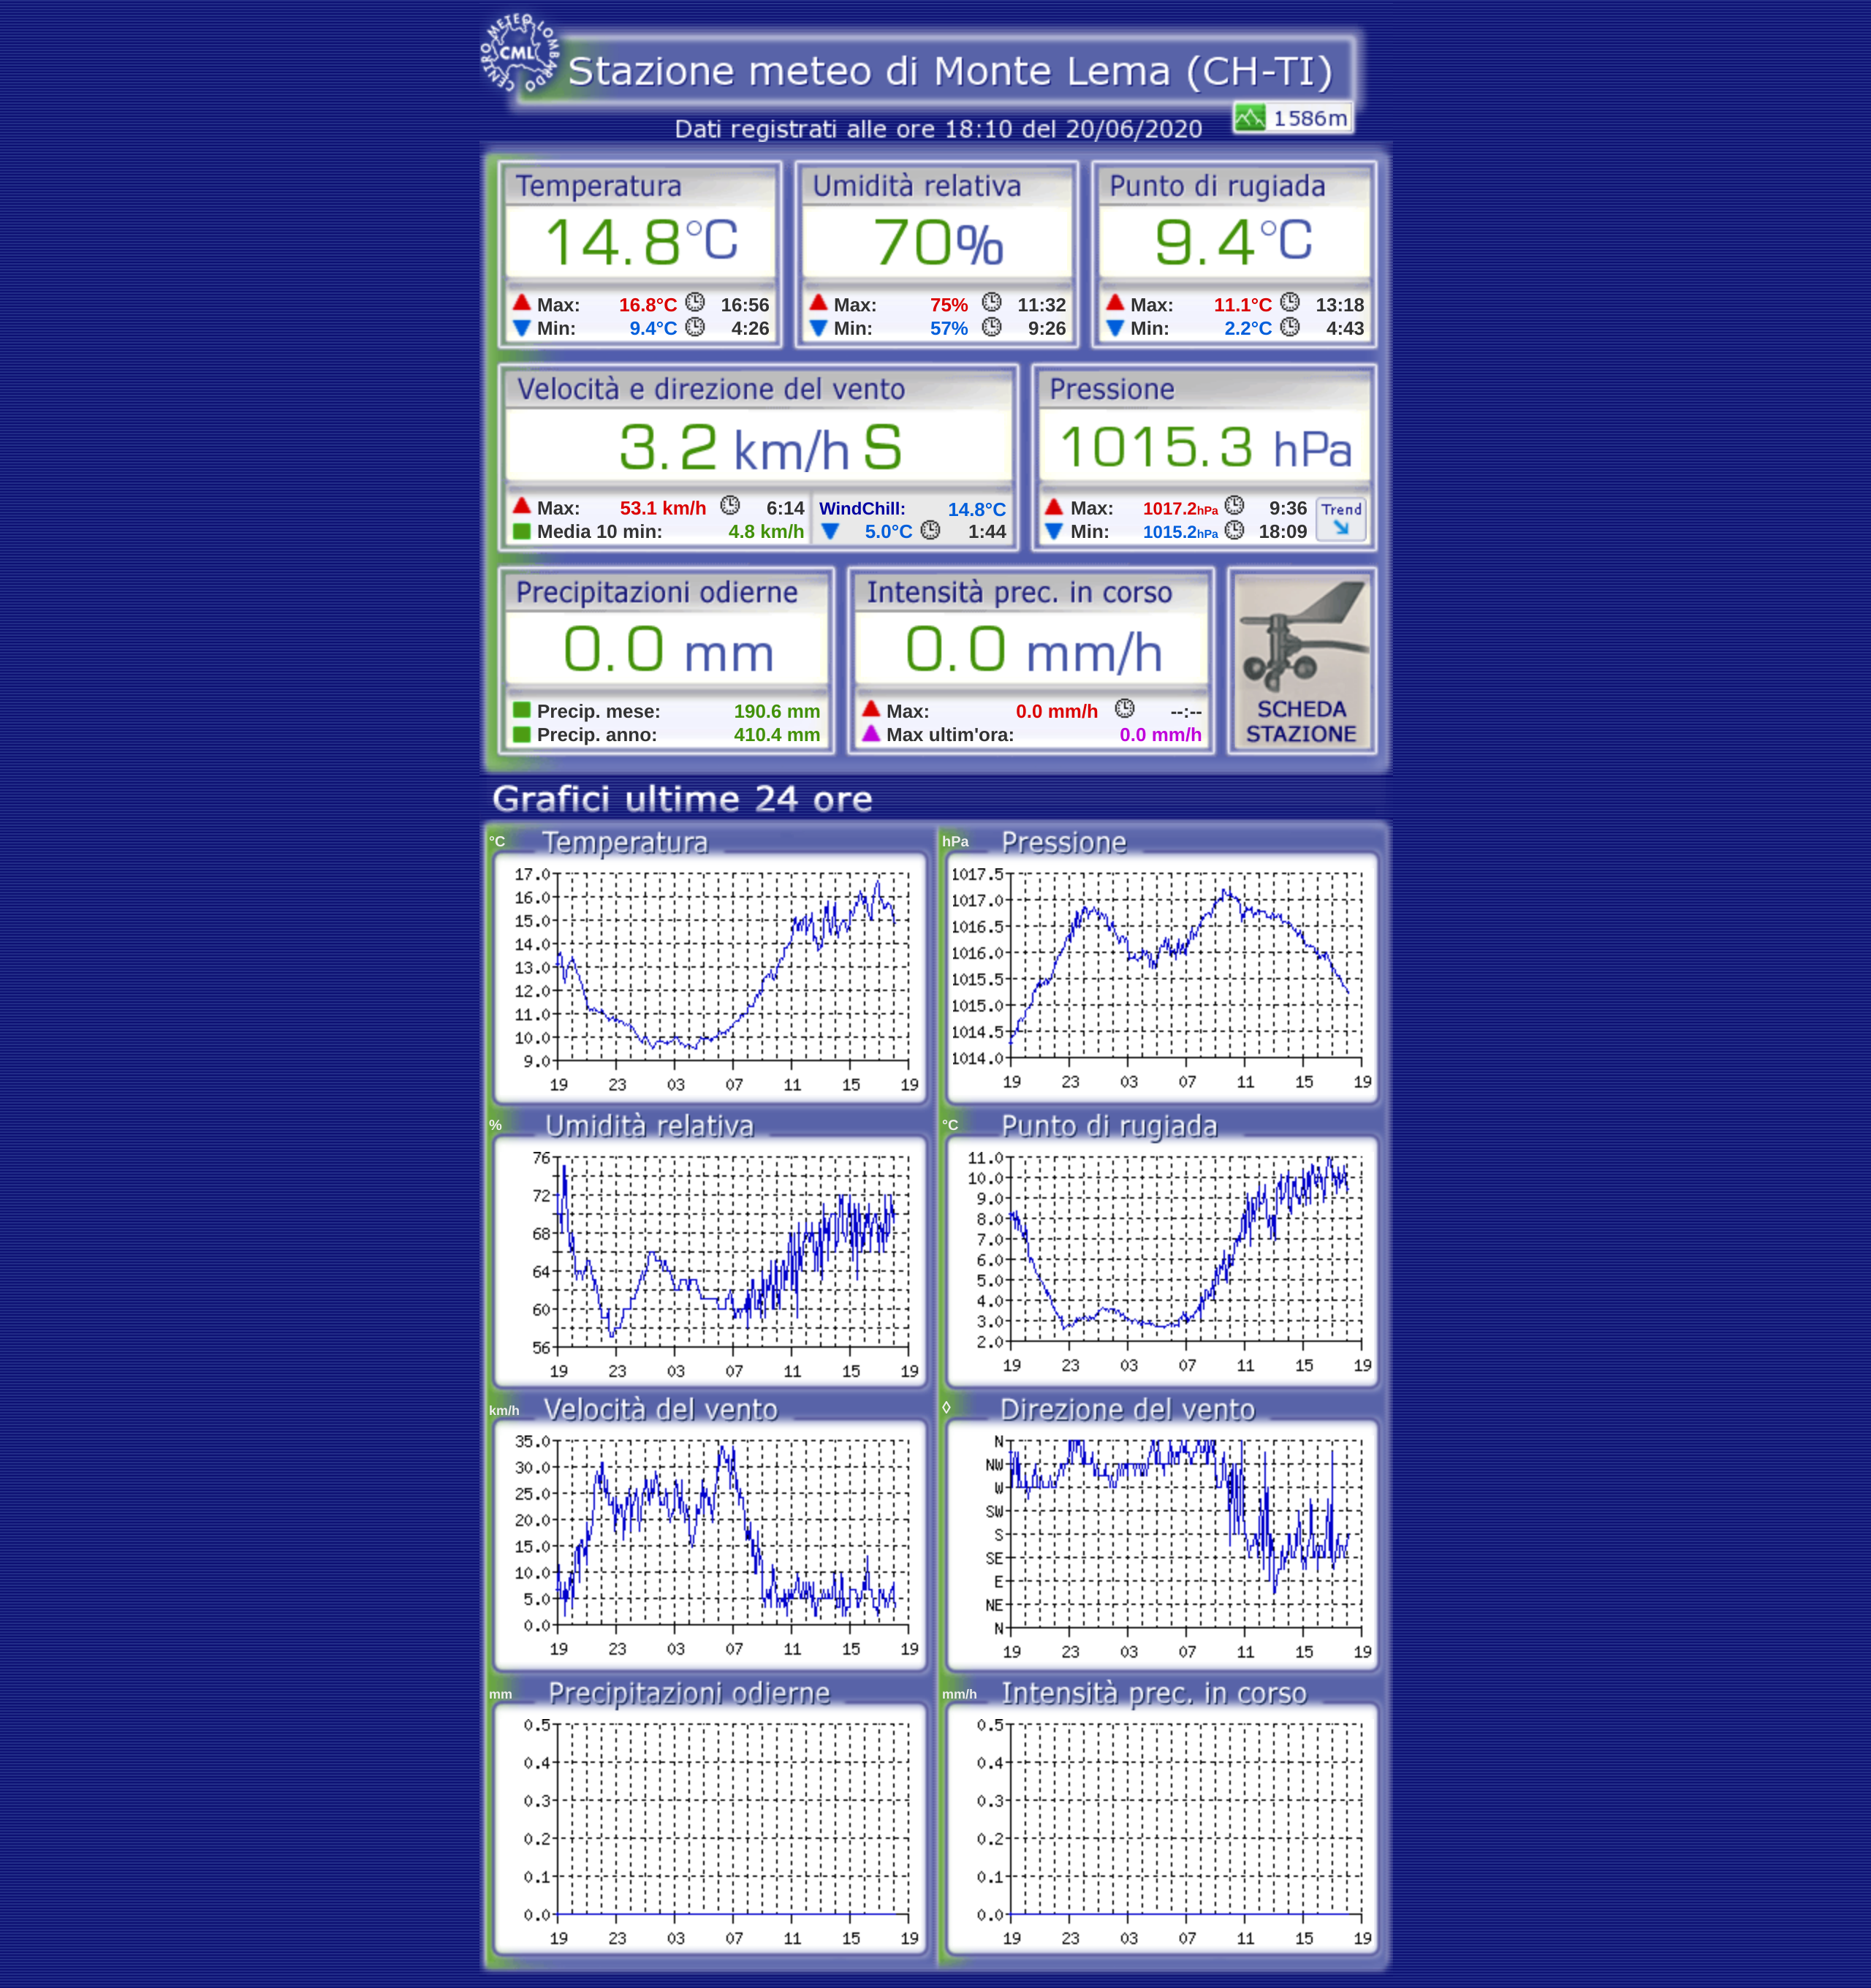 CENTRO METEO LOMBARDO
CML
Stazione meteo di Monte Lema (CH-TI)
1586m
Dati registrati alle ore 18:10 del 20/06/2020
Temperatura
14.8°C
Max: 16.8°C 16:56
Min: 9.4°C 4:26
Umidità relativa
70%
Max: 75% 11:32
Min: 57% 9:26
Punto di rugiada
9.4°C
Max: 11.1°C 13:18
Min: 2.2°C 4:43
Velocità e direzione del vento
3.2 km/h S
Max: 53.1 km/h 6:14
Media 10 min: 4.8 km/h
WindChill: 14.8°C
5.0°C 1:44
Pressione
1015.3 hPa
Max: 1017.2hPa 9:36
Min: 1015.2hPa 18:09
Trend
Precipitazioni odierne
0.0 mm
Precip. mese: 190.6 mm
Precip. anno: 410.4 mm
Intensità prec. in corso
0.0 mm/h
Max: 0.0 mm/h --:--
Max ultim'ora: 0.0 mm/h
SCHEDA
STAZIONE
Grafici ultime 24 ore
°C Temperatura
17.0
16.0
15.0
14.0
13.0
12.0
11.0
10.0
9.0
19 23 03 07 11 15 19
hPa Pressione
1017.5
1017.0
1016.5
1016.0
1015.5
1015.0
1014.5
1014.0
19 23 03 07 11 15 19
% Umidità relativa
76
72
68
64
60
56
19 23 03 07 11 15 19
°C Punto di rugiada
11.0
10.0
9.0
8.0
7.0
6.0
5.0
4.0
3.0
2.0
19 23 03 07 11 15 19
km/h Velocità del vento
35.0
30.0
25.0
20.0
15.0
10.0
5.0
0.0
19 23 03 07 11 15 19
◊ Direzione del vento
N
NW
W
SW
S
SE
E
NE
N
19 23 03 07 11 15 19
mm Precipitazioni odierne
0.5
0.4
0.3
0.2
0.1
0.0
19 23 03 07 11 15 19
mm/h Intensità prec. in corso
0.5
0.4
0.3
0.2
0.1
0.0
19 23 03 07 11 15 19